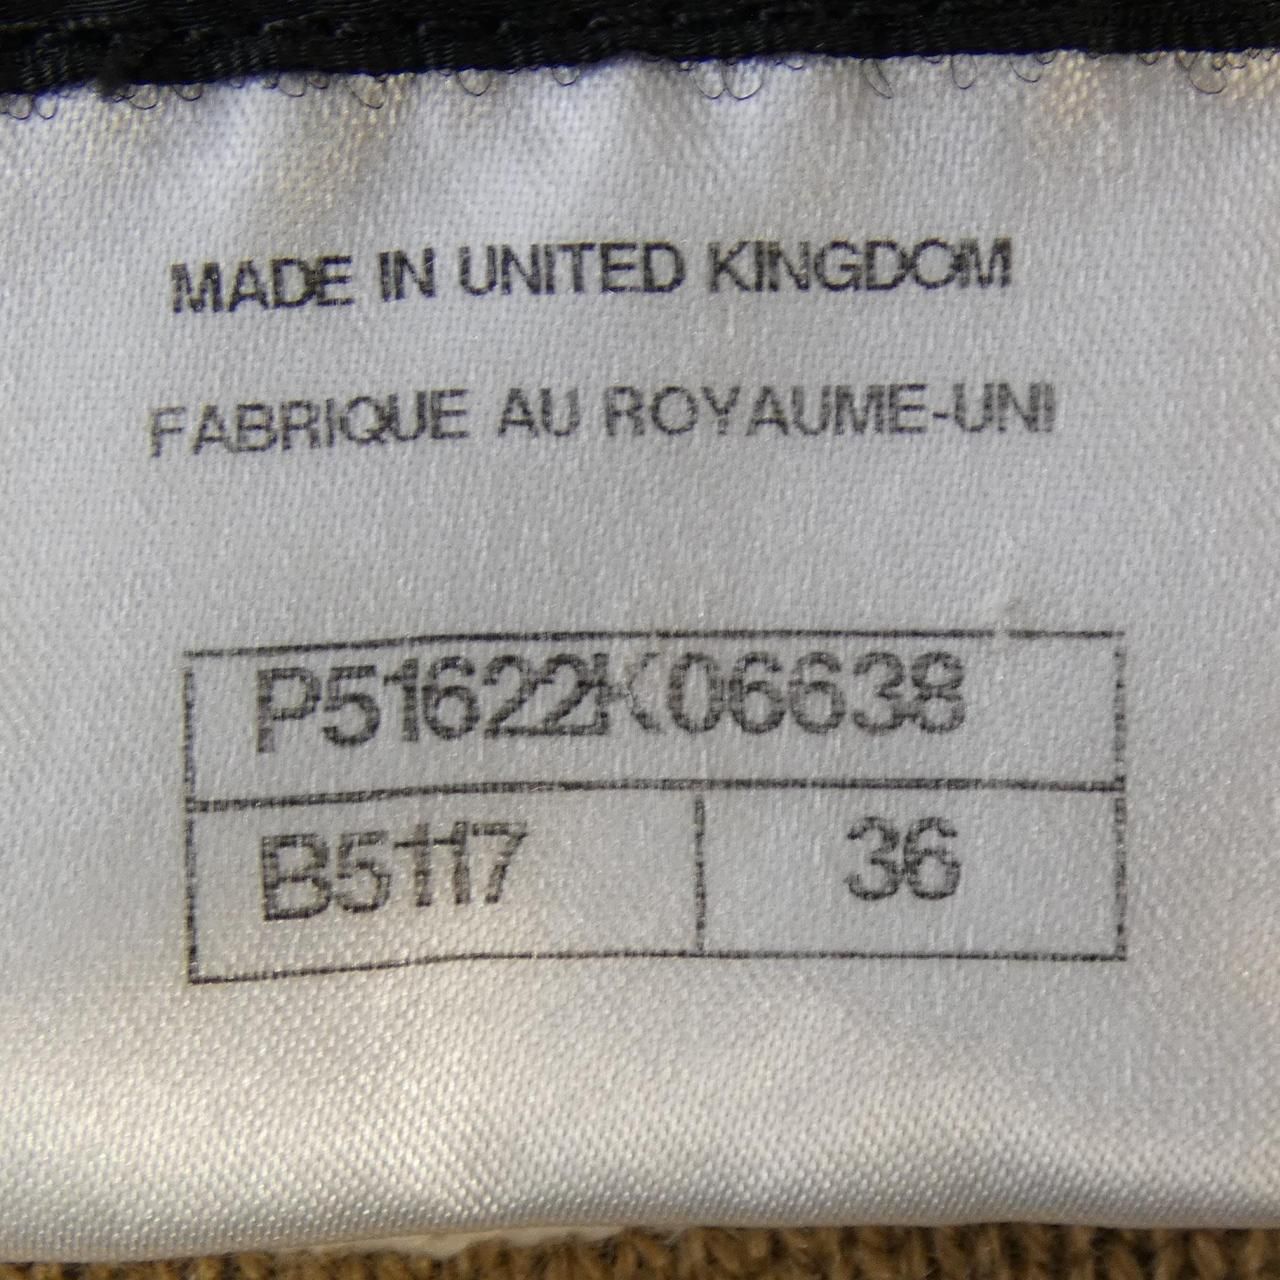 MADE IN UNITED KINGDOM
FABRIQUE AU ROYAUME-UNI
P51622K06638
B5117 36